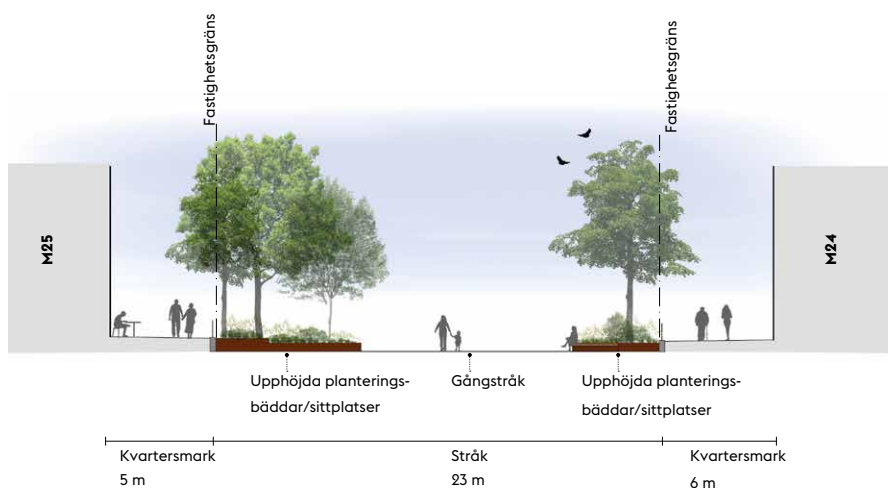 Fastighetsgräns
Fastighetsgräns
M25
M24
Upphöjda planterings-
bäddar/sittplatser
Gångstråk
Upphöjda planterings-
bäddar/sittplatser
Kvartersmark
5 m
Stråk
23 m
Kvartersmark
6 m